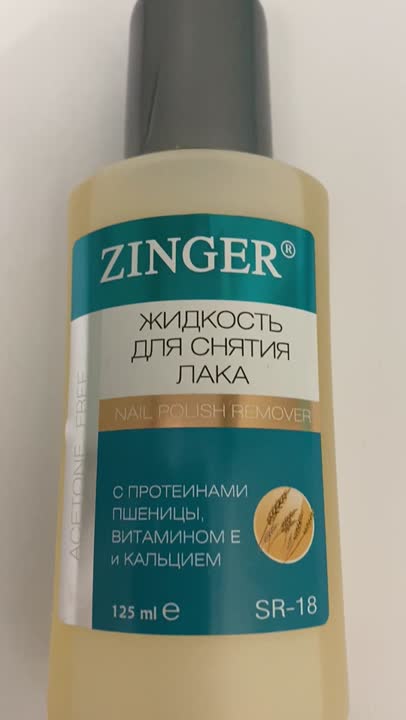 ZINGER®
ЖИДКОСТЬ
ДЛЯ СНЯТИЯ
ЛАКА
NAIL POLISH REMOVER
ACETONE FREE
С ПРОТЕИНАМИ
ПШЕНИЦЫ,
ВИТАМИНОМ Е
и КАЛЬЦИЕМ
125 ml ℮
SR-18